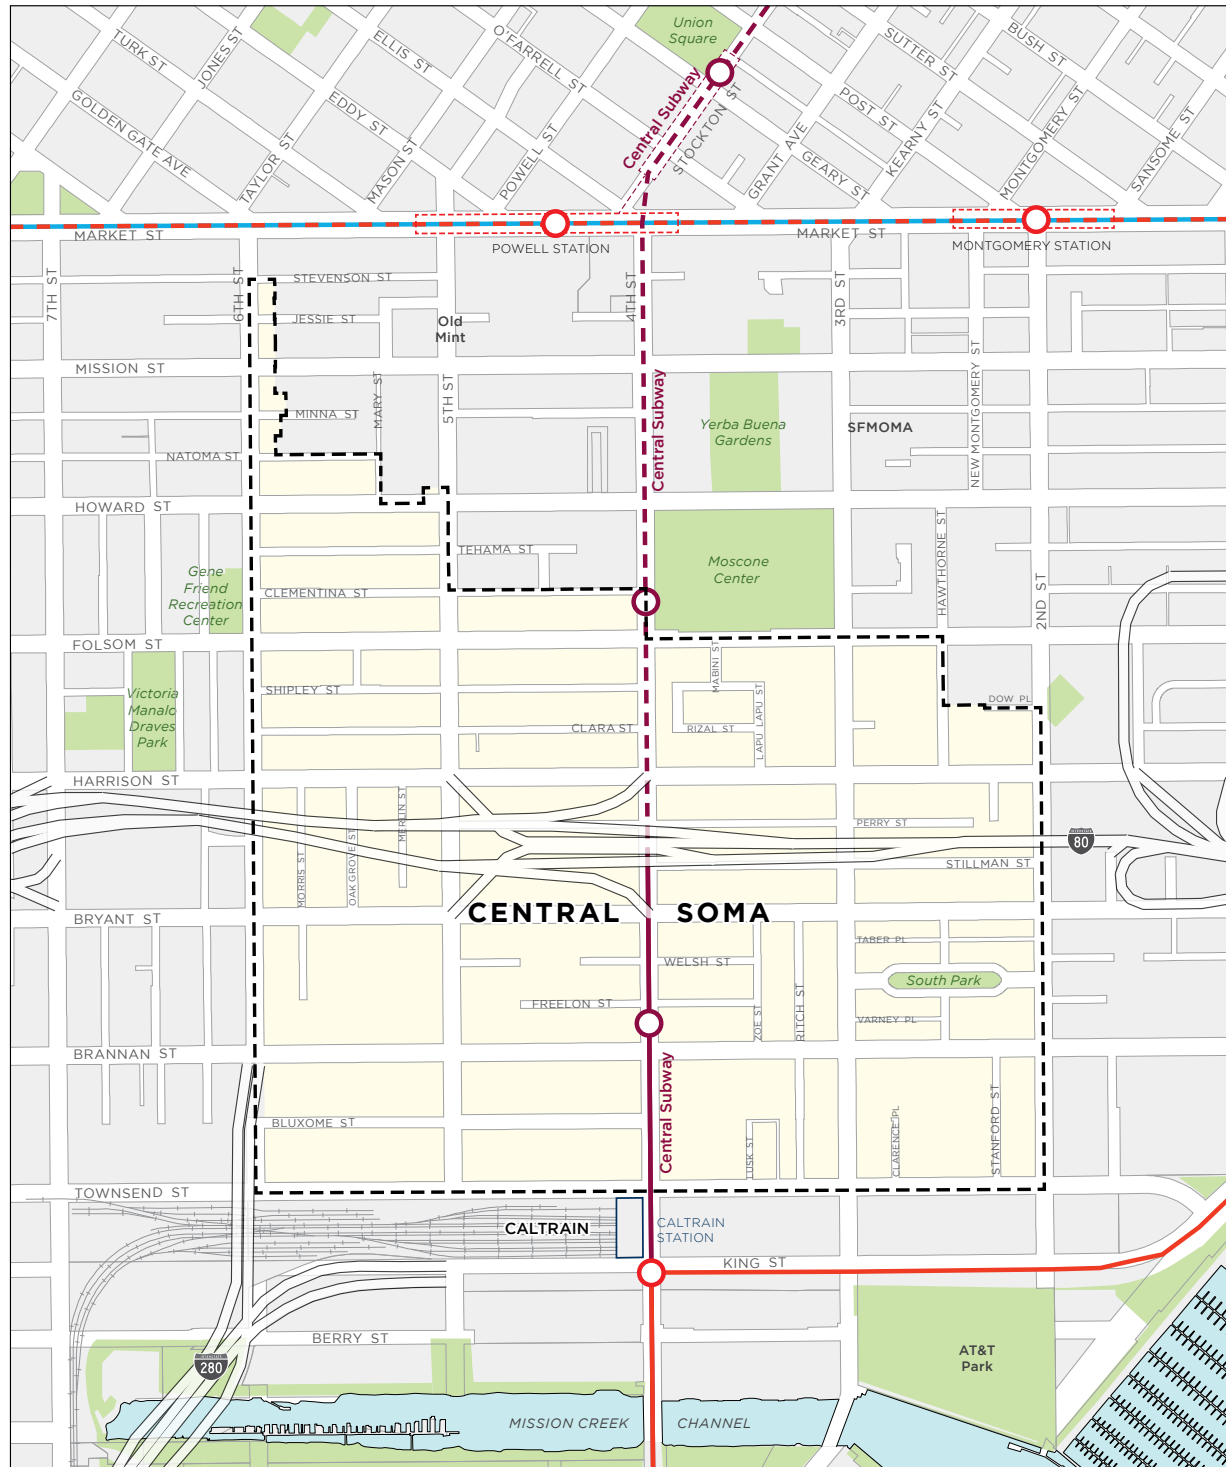 Union
Square
TURK ST
JONES ST
ELLIS ST
O'FARRELL ST
SUTTER ST
BUSH ST
GOLDEN GATE AVE
EDDY ST
Central Subway
STOCKTON ST
POST ST
KEARNY ST
MONTGOMERY ST
SANSOME ST
TAYLOR ST
MASON ST
POWELL ST
GRANT AVE
GEARY ST
MARKET ST
POWELL STATION
MARKET ST
MONTGOMERY STATION
7TH ST
6TH ST
STEVENSON ST
4TH ST
3RD ST
JESSIE ST
Old
Mint
MISSION ST
MARY ST
5TH ST
MINNA ST
Central Subway
Yerba Buena
Gardens
SFMOMA
NEW MONTGOMERY ST
NATOMA ST
HOWARD ST
TEHAMA ST
Moscone
Center
HAWTHORNE ST
2ND ST
Gene
Friend
Recreation
Center
CLEMENTINA ST
FOLSOM ST
SHIPLEY ST
MABINI ST
LAPU LAPU ST
DOW PL
Victoria
Manalo
Draves
Park
CLARA ST
RIZAL ST
HARRISON ST
MERLIN ST
OAK GROVE ST
MORRIS ST
PERRY ST
INTERSTATE
80
STILLMAN ST
CENTRAL SOMA
BRYANT ST
TABER PL
WELSH ST
South Park
FREELON ST
ZOE ST
RITCH ST
VARNEY PL
BRANNAN ST
Central Subway
BLUXOME ST
LUSK ST
CLARENCE PL
STANFORD ST
TOWNSEND ST
CALTRAIN
CALTRAIN
STATION
KING ST
BERRY ST
INTERSTATE
280
AT&T
Park
MISSION CREEK CHANNEL